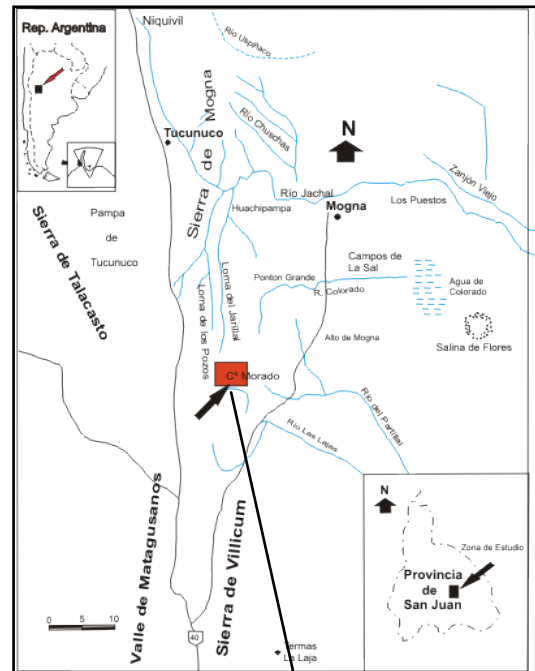 Rep. Argentina
Niquivil
Río Uspiñaco
Sierra de Mogna
Río Chuschas
Tucunuco
N
Río Jachal
Zanjón Viejo
Los Puestos
Huachipampa
Mogna
Pampa
de
Tucunuco
Sierra de Talacasto
Campos de
La Sal
Ponton Grande
R. Colorado
Agua de
Colorado
Loma del Jarillal
Loma de los Pozos
Salina de Flores
Alto de Mogna
Cº Morado
Río del Partillal
Río Las Lajas
Valle de Matagusanos
Sierra de Villicum
N
Zona de Estudio
Provincia
de
San Juan
0 5 10
40
Termas
La Laja